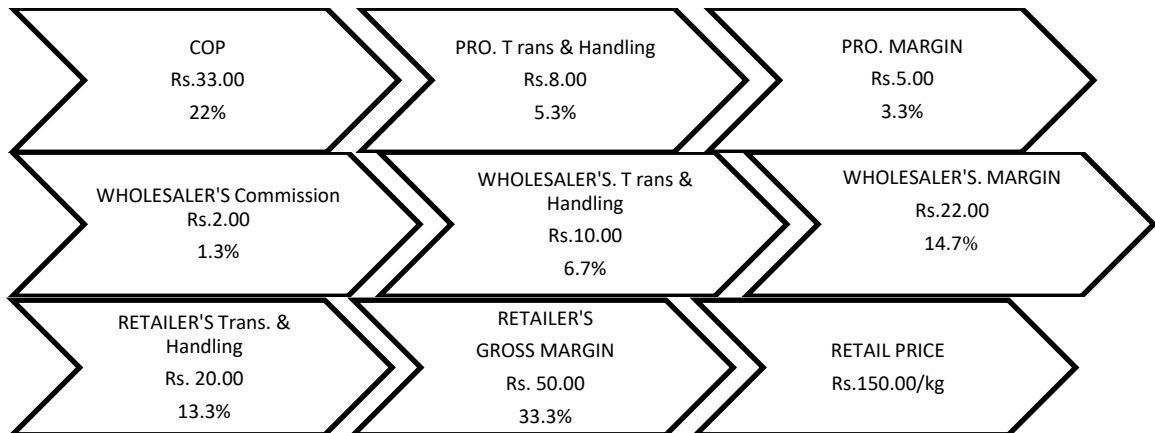 COP
Rs.33.00
22%
PRO. T rans & Handling
Rs.8.00
5.3%
PRO. MARGIN
Rs.5.00
3.3%
WHOLESALER'S Commission
Rs.2.00
1.3%
WHOLESALER'S. T rans &
Handling
Rs.10.00
6.7%
WHOLESALER'S. MARGIN
Rs.22.00
14.7%
RETAILER'S Trans. &
Handling
Rs. 20.00
13.3%
RETAILER'S
GROSS MARGIN
Rs. 50.00
33.3%
RETAIL PRICE
Rs.150.00/kg